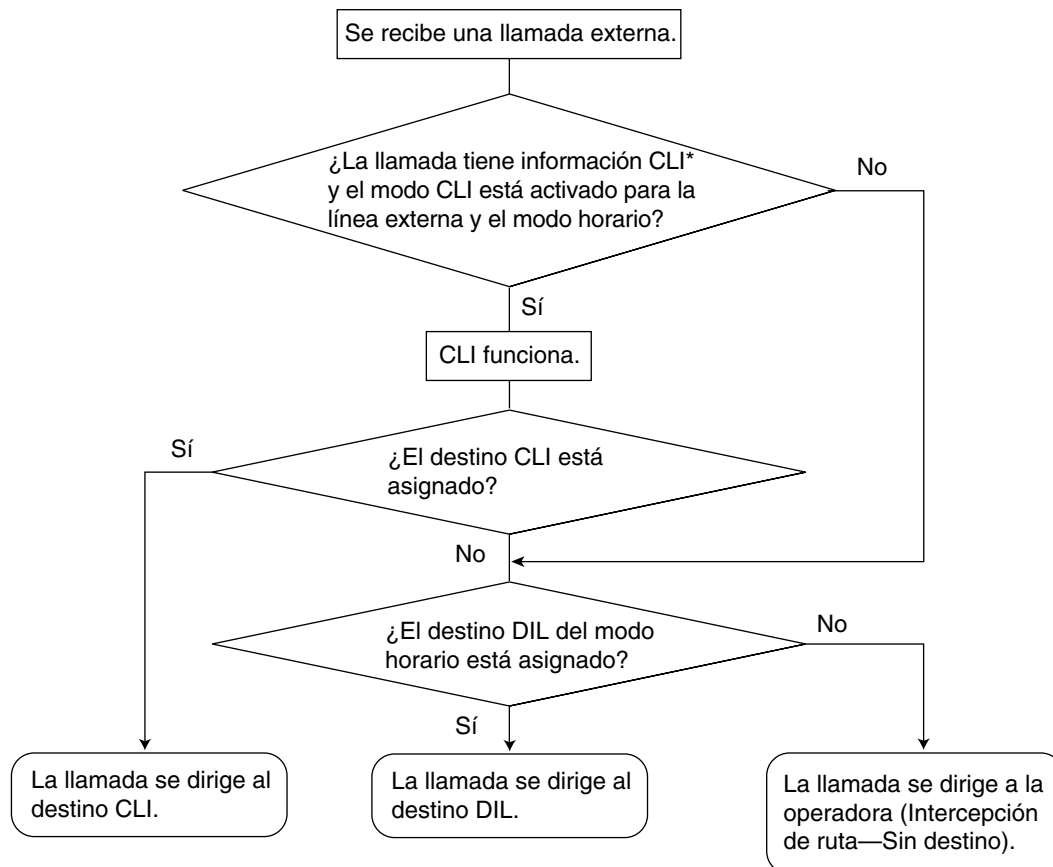 Se recibe una llamada externa.
¿La llamada tiene información CLI*
y el modo CLI está activado para la
línea externa y el modo horario?
No
Sí
CLI funciona.
Sí
¿El destino CLI está
asignado?
No
¿El destino DIL del modo
horario está asignado?
No
Sí
La llamada se dirige al
destino CLI.
La llamada se dirige al
destino DIL.
La llamada se dirige a la
operadora (Intercepción
de ruta—Sin destino).